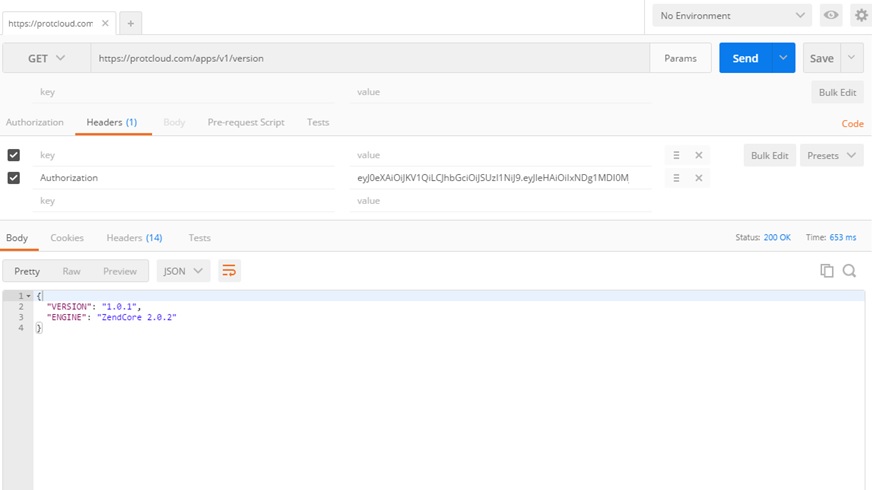 https://protcloud.com
No Environment
GET https://protcloud.com/apps/v1/version Params Send Save
key value Bulk Edit
Authorization Headers (1) Body Pre-request Script Tests Code
key value Bulk Edit Presets
Authorization eyJ0eXAiOiJKV1QiLCJhbGciOiJSUzI1NiJ9.eyJleHAiOiIxNDg1MDI0M
key value
Body Cookies Headers (14) Tests Status: 200 OK Time: 653 ms
Pretty Raw Preview JSON
1 {
2 "VERSION": "1.0.1",
3 "ENGINE": "ZendCore 2.0.2"
4 }